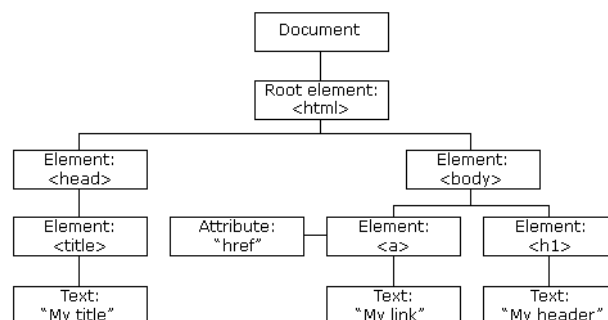 Document
Root element:
<html>
Element:
<head>
Element:
<body>
Element:
<title>
Attribute:
“href”
Element:
<a>
Element:
<h1>
Text:
“My title”
Text:
“My link”
Text:
“My header”